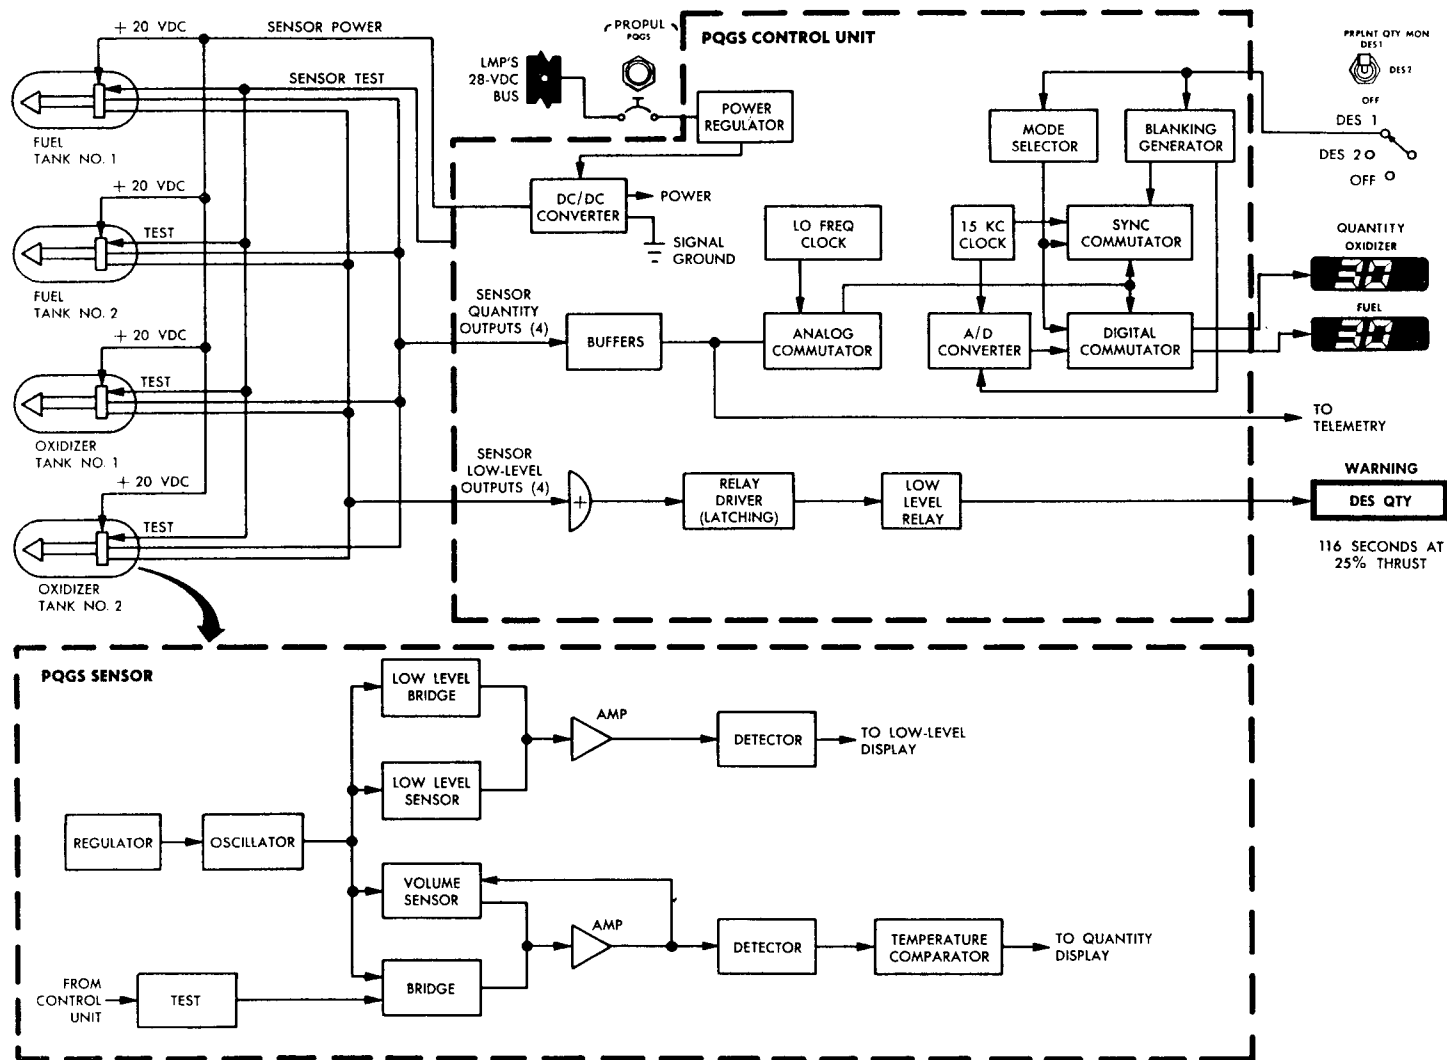 + 20 VDC
SENSOR POWER
SENSOR TEST
FUEL
TANK NO. 1
+ 20 VDC
TEST
FUEL
TANK NO. 2
+ 20 VDC
TEST
OXIDIZER
TANK NO. 1
+ 20 VDC
TEST
OXIDIZER
TANK NO. 2
LMP'S
28-VDC
BUS
PROPUL
PQGS
PQGS CONTROL UNIT
POWER
REGULATOR
DC/DC
CONVERTER
POWER
SIGNAL
GROUND
MODE
SELECTOR
BLANKING
GENERATOR
LO FREQ
CLOCK
15 KC
CLOCK
SYNC
COMMUTATOR
SENSOR
QUANTITY
OUTPUTS (4)
BUFFERS
ANALOG
COMMUTATOR
A/D
CONVERTER
DIGITAL
COMMUTATOR
SENSOR
LOW-LEVEL
OUTPUTS (4)
+
RELAY
DRIVER
(LATCHING)
LOW
LEVEL
RELAY
PRPLNT QTY MON
DES 1
DES 2
OFF
DES 1
DES 2
OFF
QUANTITY
OXIDIZER
30
FUEL
30
TO
TELEMETRY
WARNING
DES QTY
116 SECONDS AT
25% THRUST
PQGS SENSOR
LOW LEVEL
BRIDGE
LOW LEVEL
SENSOR
AMP
DETECTOR
TO LOW-LEVEL
DISPLAY
REGULATOR
OSCILLATOR
VOLUME
SENSOR
AMP
DETECTOR
TEMPERATURE
COMPARATOR
TO QUANTITY
DISPLAY
FROM
CONTROL
UNIT
TEST
BRIDGE